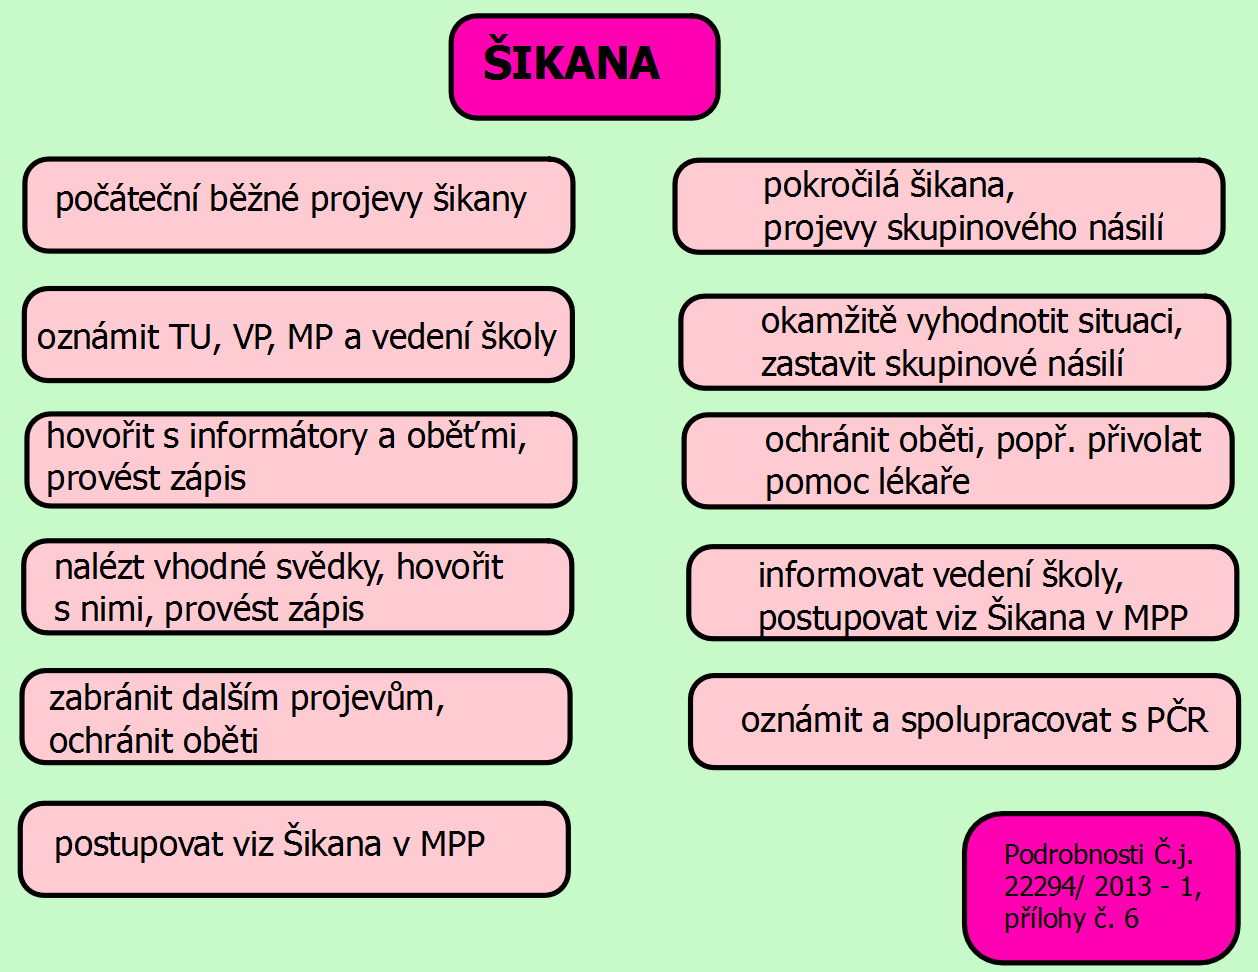 ŠIKANA
počáteční běžné projevy šikany
oznámit TU, VP, MP a vedení školy
hovořit s informátory a oběťmi,
provést zápis
nalézt vhodné svědky, hovořit
s nimi, provést zápis
zabránit dalším projevům,
ochránit oběti
postupovat viz Šikana v MPP
pokročilá šikana,
projevy skupinového násilí
okamžitě vyhodnotit situaci,
zastavit skupinové násilí
ochránit oběti, popř. přivolat
pomoc lékaře
informovat vedení školy,
postupovat viz Šikana v MPP
oznámit a spolupracovat s PČR
Podrobnosti Č.j.
22294/ 2013 - 1,
přílohy č. 6